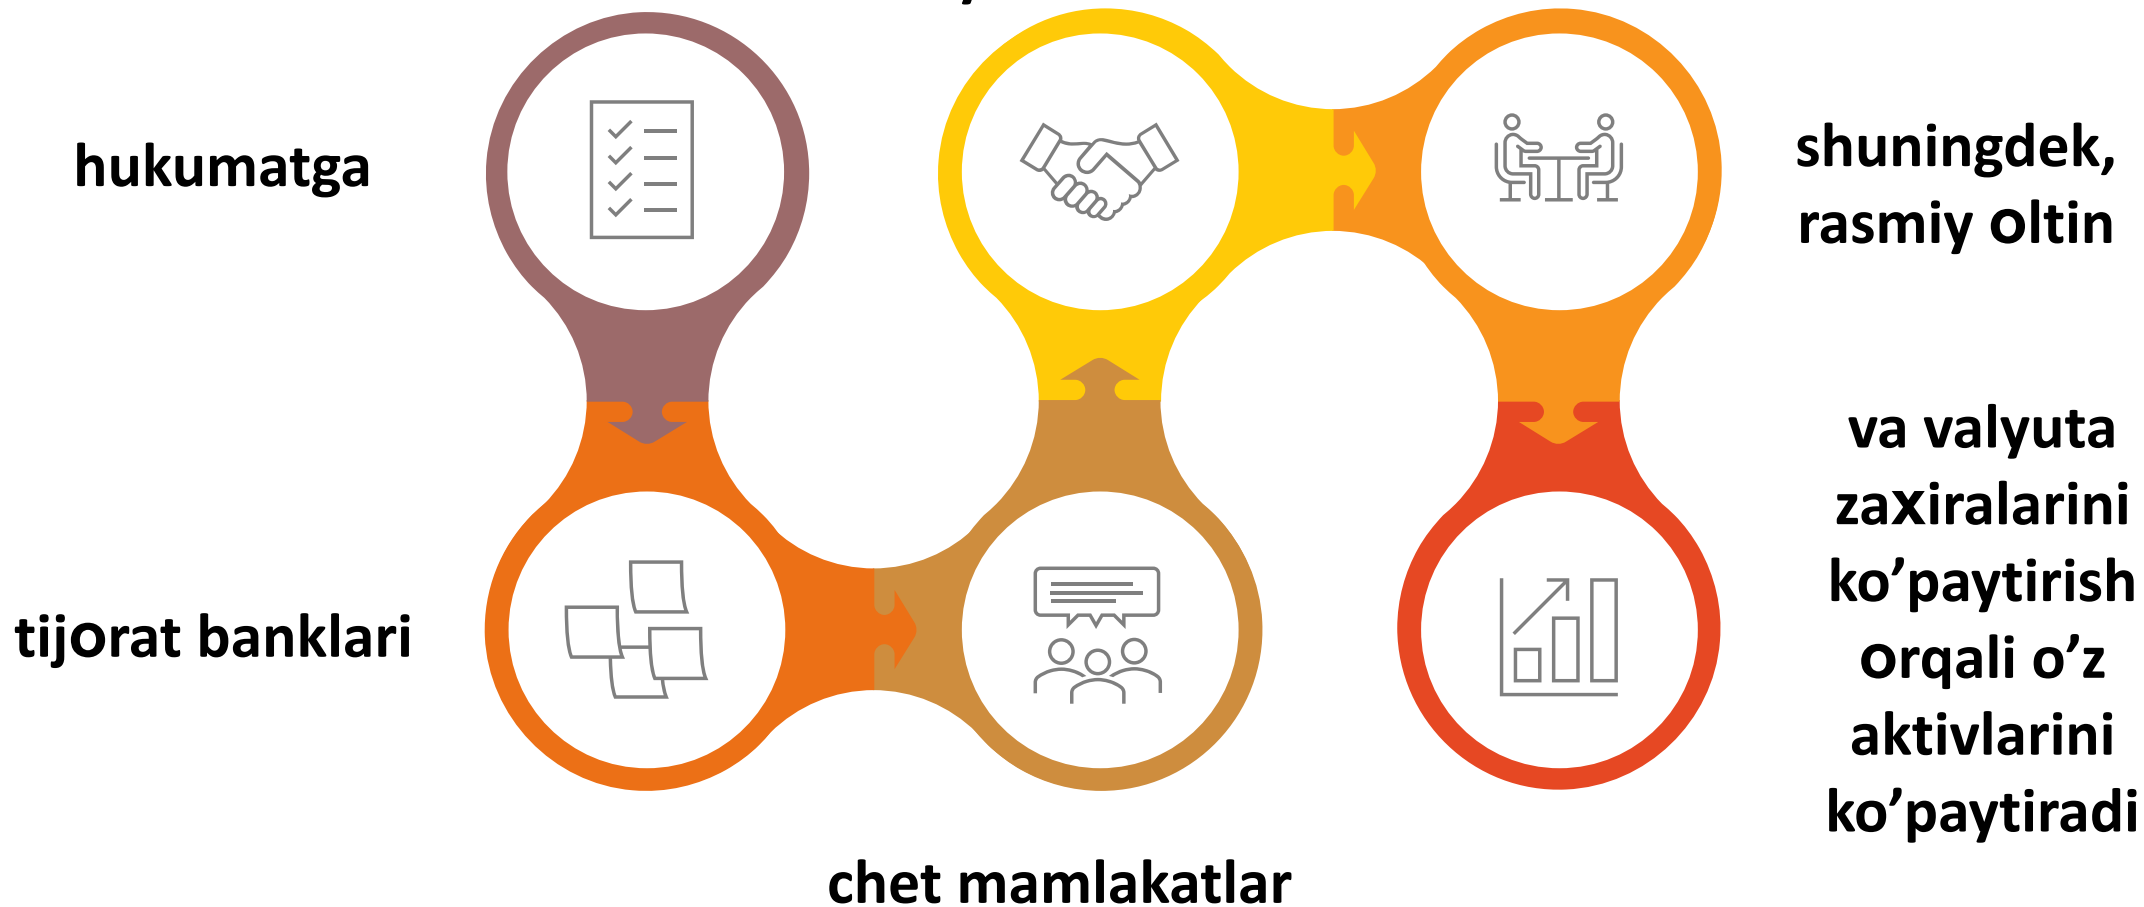 hukumatga
tijorat banklari
chet mamlakatlar
shuningdek,
rasmiy oltin
va valyuta
zaxiralarini
ko’paytirish
orqali o’z
aktivlarini
ko’paytiradi